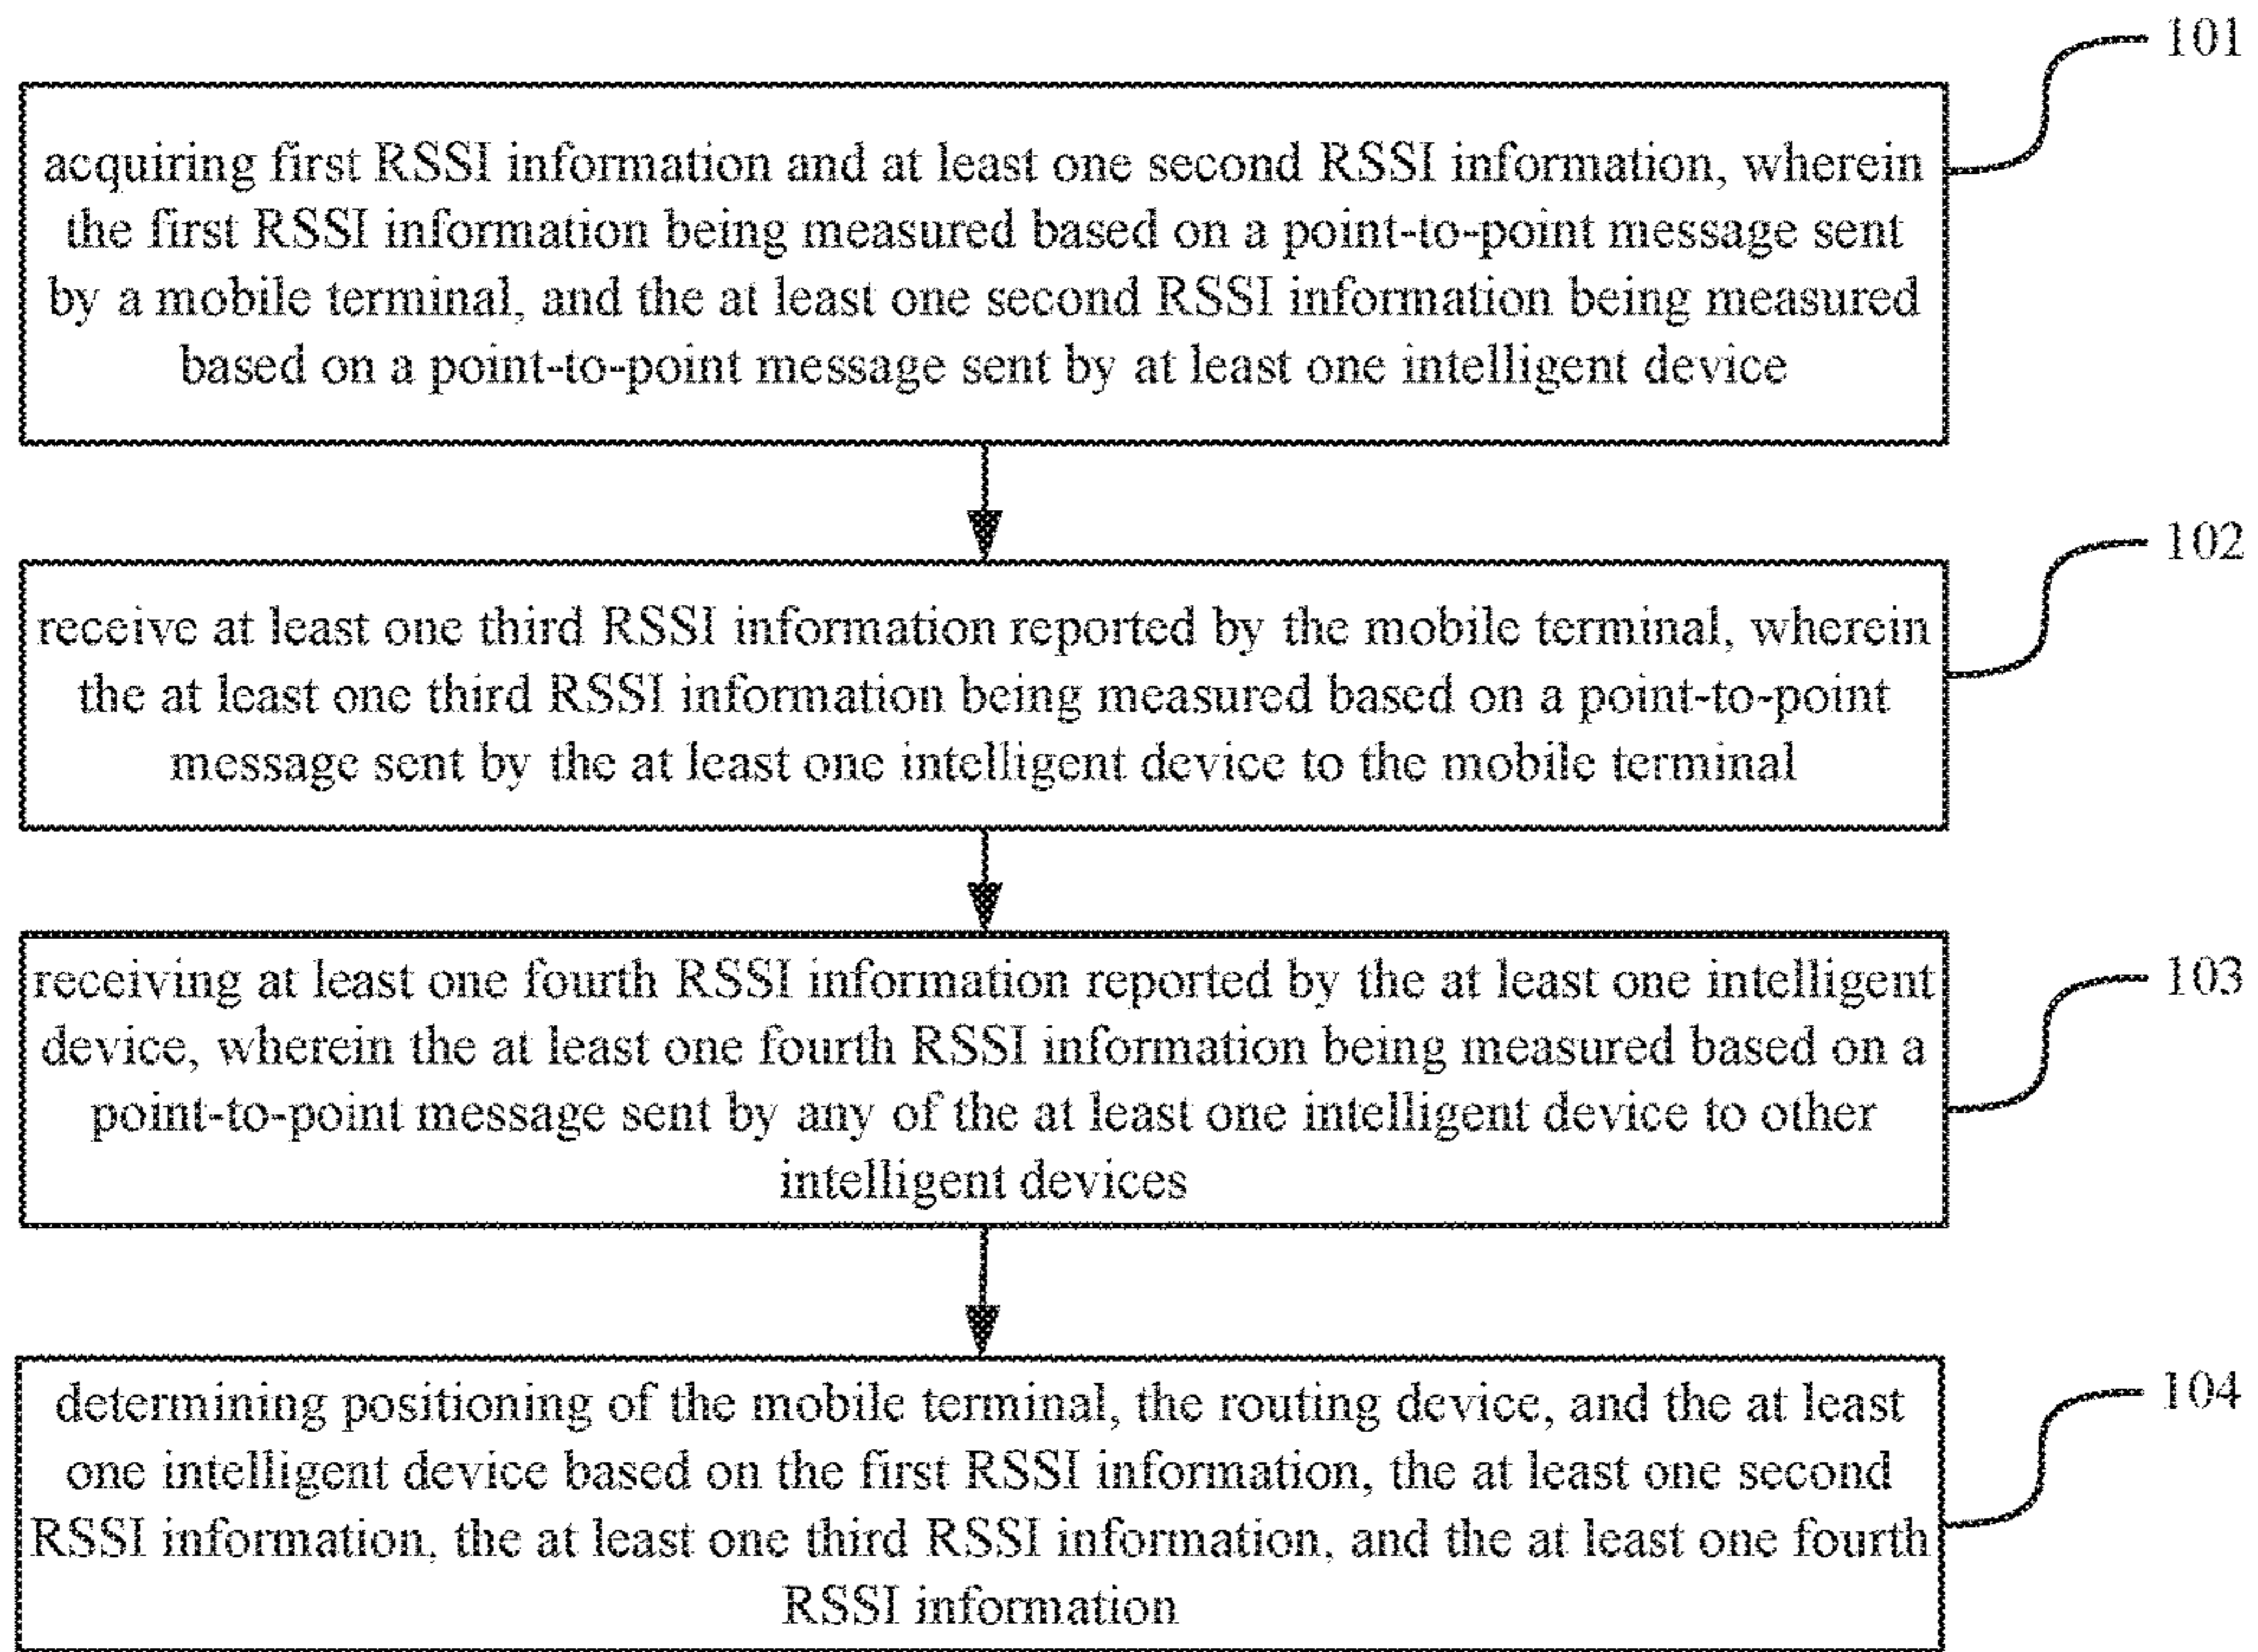 101
acquiring first RSSI information and at least one second RSSI information, wherein
the first RSSI information being measured based on a point-to-point message sent
by a mobile terminal, and the at least one second RSSI information being measured
based on a point-to-point message sent by at least one intelligent device
102
receive at least one third RSSI information reported by the mobile terminal, wherein
the at least one third RSSI information being measured based on a point-to-point
message sent by the at least one intelligent device to the mobile terminal
103
receiving at least one fourth RSSI information reported by the at least one intelligent
device, wherein the at least one fourth RSSI information being measured based on a
point-to-point message sent by any of the at least one intelligent device to other
intelligent devices
104
determining positioning of the mobile terminal, the routing device, and the at least
one intelligent device based on the first RSSI information, the at least one second
RSSI information, the at least one third RSSI information, and the at least one fourth
RSSI information